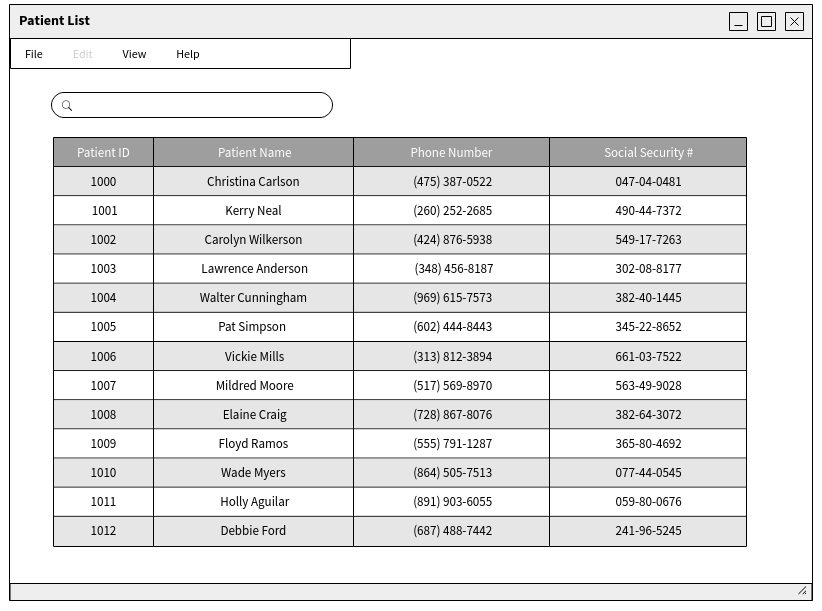 Patient List
File Edit View Help
Patient ID Patient Name Phone Number Social Security #
1000 Christina Carlson (475) 387-0522 047-04-0481
1001 Kerry Neal (260) 252-2685 490-44-7372
1002 Carolyn Wilkerson (424) 876-5938 549-17-7263
1003 Lawrence Anderson (348) 456-8187 302-08-8177
1004 Walter Cunningham (969) 615-7573 382-40-1445
1005 Pat Simpson (602) 444-8443 345-22-8652
1006 Vickie Mills (313) 812-3894 661-03-7522
1007 Mildred Moore (517) 569-8970 563-49-9028
1008 Elaine Craig (728) 867-8076 382-64-3072
1009 Floyd Ramos (555) 791-1287 365-80-4692
1010 Wade Myers (864) 505-7513 077-44-0545
1011 Holly Aguilar (891) 903-6055 059-80-0676
1012 Debbie Ford (687) 488-7442 241-96-5245